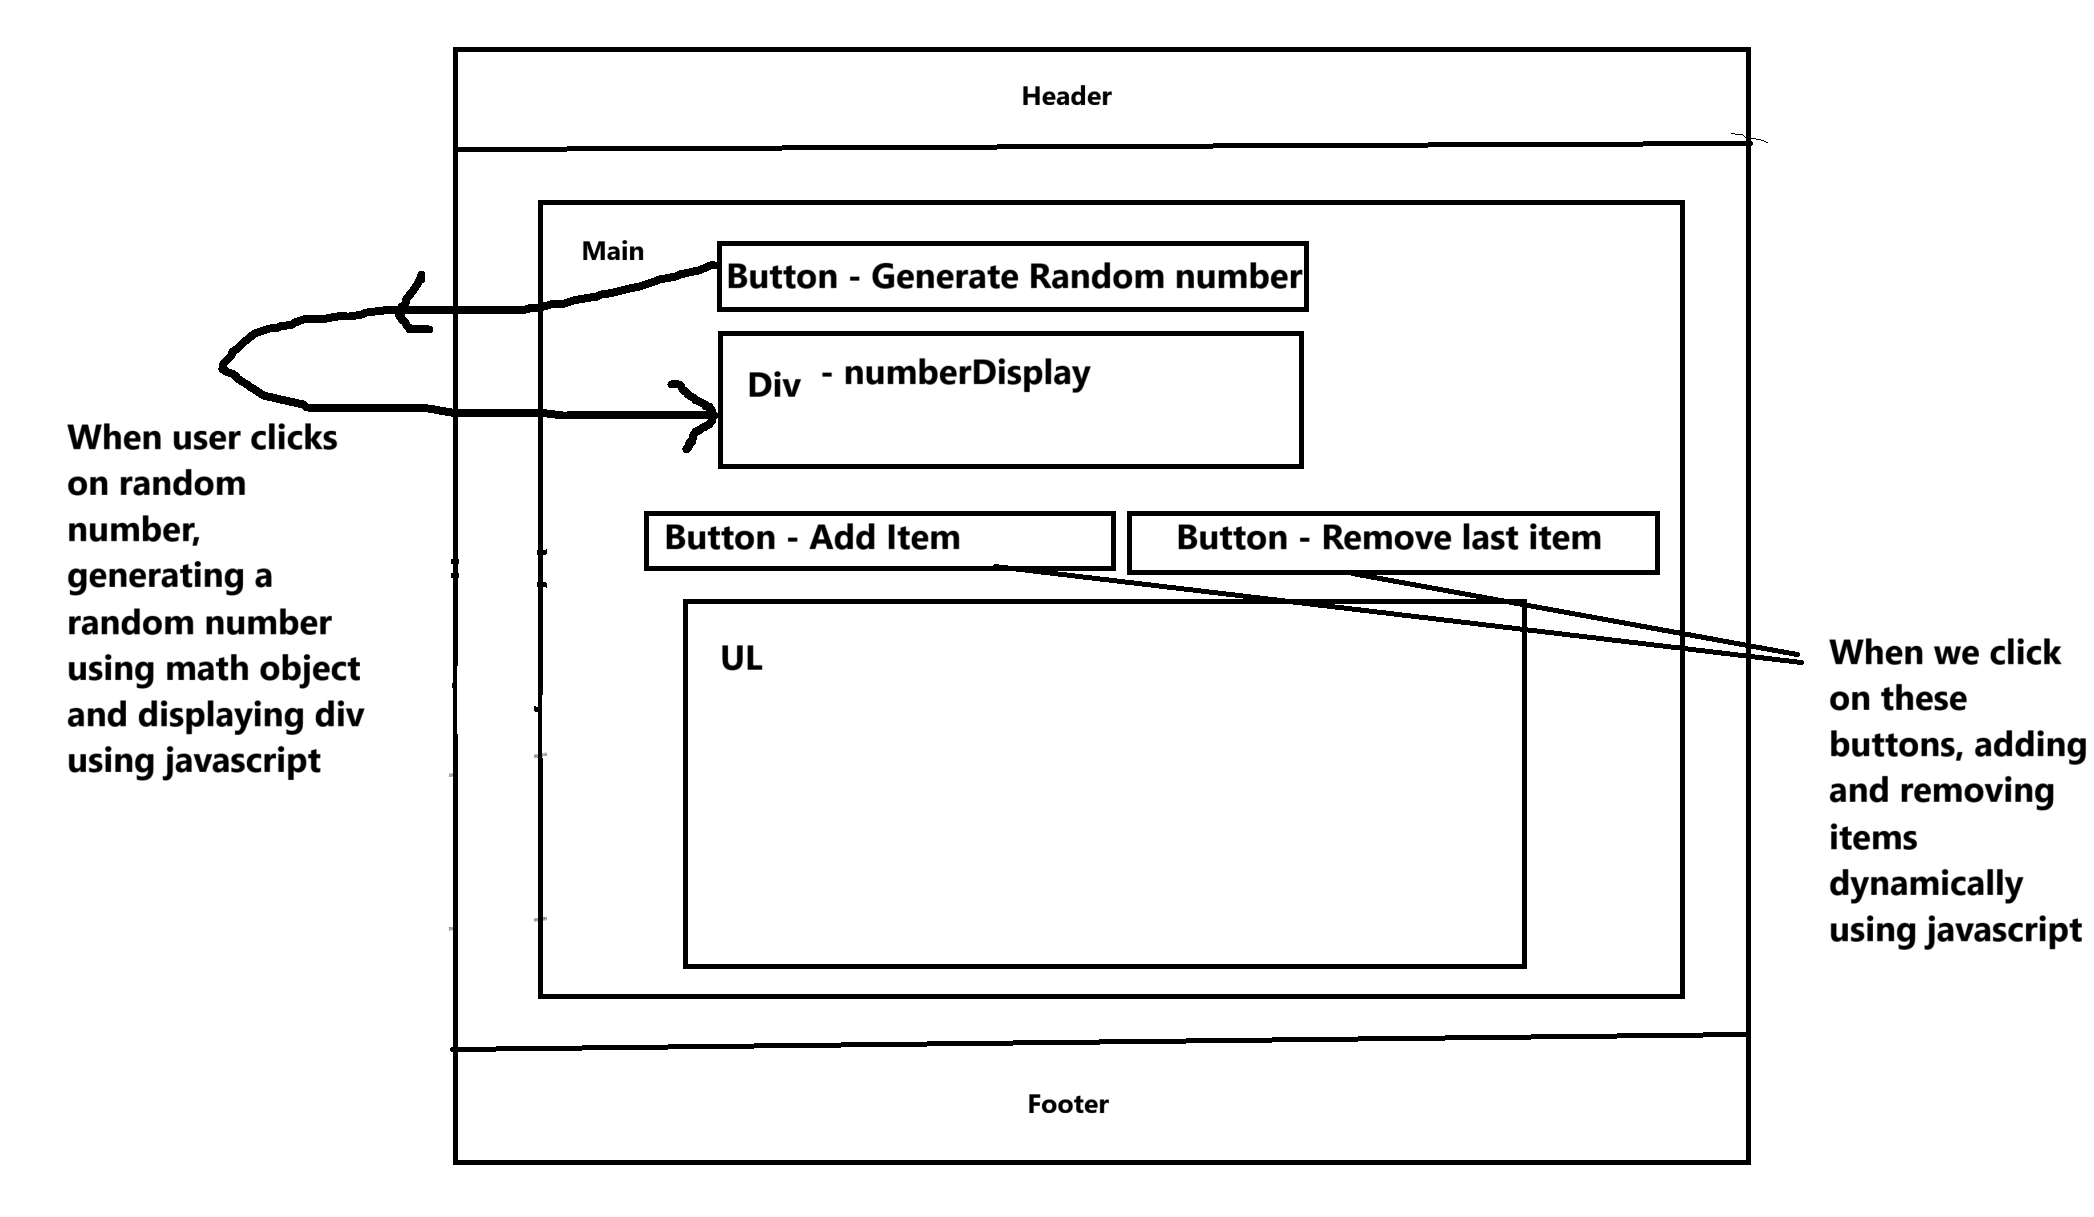 Header
Main
Button - Generate Random number
Div - numberDisplay
When user clicks
on random
number,
generating a
random number
using math object
and displaying div
using javascript
Button - Add Item
Button - Remove last item
UL
When we click
on these
buttons, adding
and removing
items
dynamically
using javascript
Footer